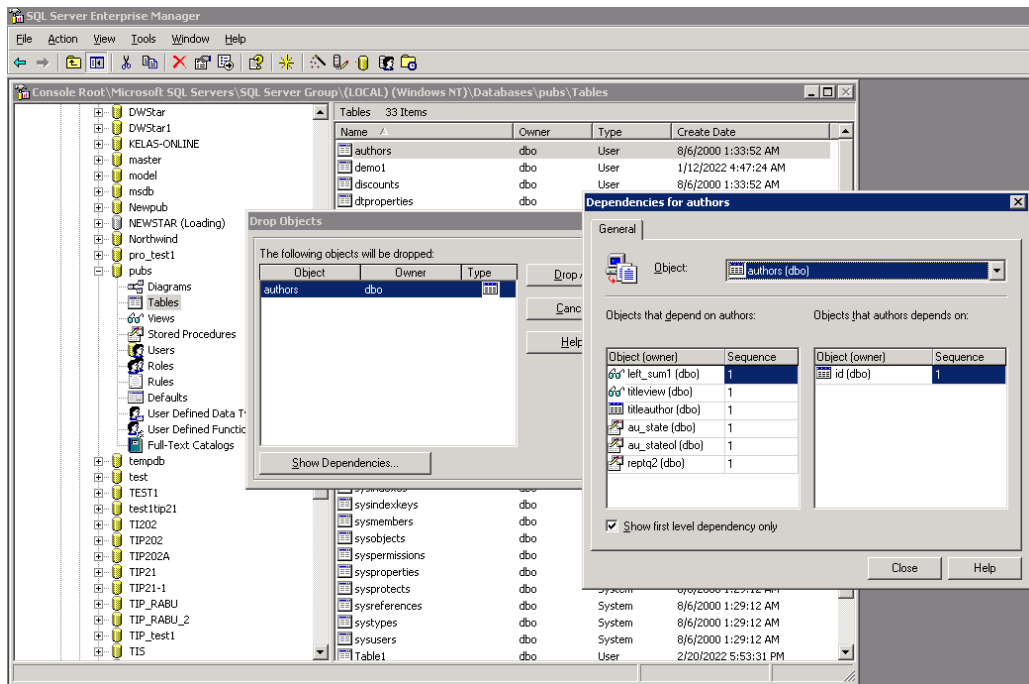 SQL Server Enterprise Manager
File Action View Tools Window Help
Console Root\Microsoft SQL Servers\SQL Server Group\(LOCAL) (Windows NT)\Databases\pubs\Tables
DWStar
DWStar1
KELAS-ONLINE
master
model
msdb
Newpub
NEWSTAR (Loading)
Northwind
pro_test1
pubs
Diagrams
Tables
Views
Stored Procedures
Users
Roles
Rules
Defaults
User Defined Data T
User Defined Functio
Full-Text Catalogs
tempdb
test
TEST1
test1tip21
TI202
TIP202
TIP202A
TIP21
TIP21-1
TIP_RABU
TIP_RABU_2
TIP_test1
TIS
Tables 33 Items
Name Owner Type Create Date
authors dbo User 8/6/2000 1:33:52 AM
demo1 dbo User 1/12/2022 4:47:24 AM
discounts dbo User 8/6/2000 1:33:52 AM
dtproperties dbo
sysindexkeys dbo
sysmembers dbo
sysobjects dbo
syspermissions dbo
sysproperties dbo
sysprotects dbo System 8/6/2000 1:29:12 AM
sysreferences dbo System 8/6/2000 1:29:12 AM
systypes dbo System 8/6/2000 1:29:12 AM
sysusers dbo System 8/6/2000 1:29:12 AM
Table1 dbo User 2/20/2022 5:53:31 PM
Drop Objects
The following objects will be dropped:
Object Owner Type
authors dbo
Drop
Canc
Help
Show Dependencies...
Dependencies for authors
General
Object: authors (dbo)
Objects that depend on authors:
Object (owner) Sequence
left_sum1 (dbo) 1
titleview (dbo) 1
titleauthor (dbo) 1
au_state (dbo) 1
au_stateol (dbo) 1
reptq2 (dbo) 1
Objects that authors depends on:
Object (owner) Sequence
id (dbo) 1
Show first level dependency only
Close Help